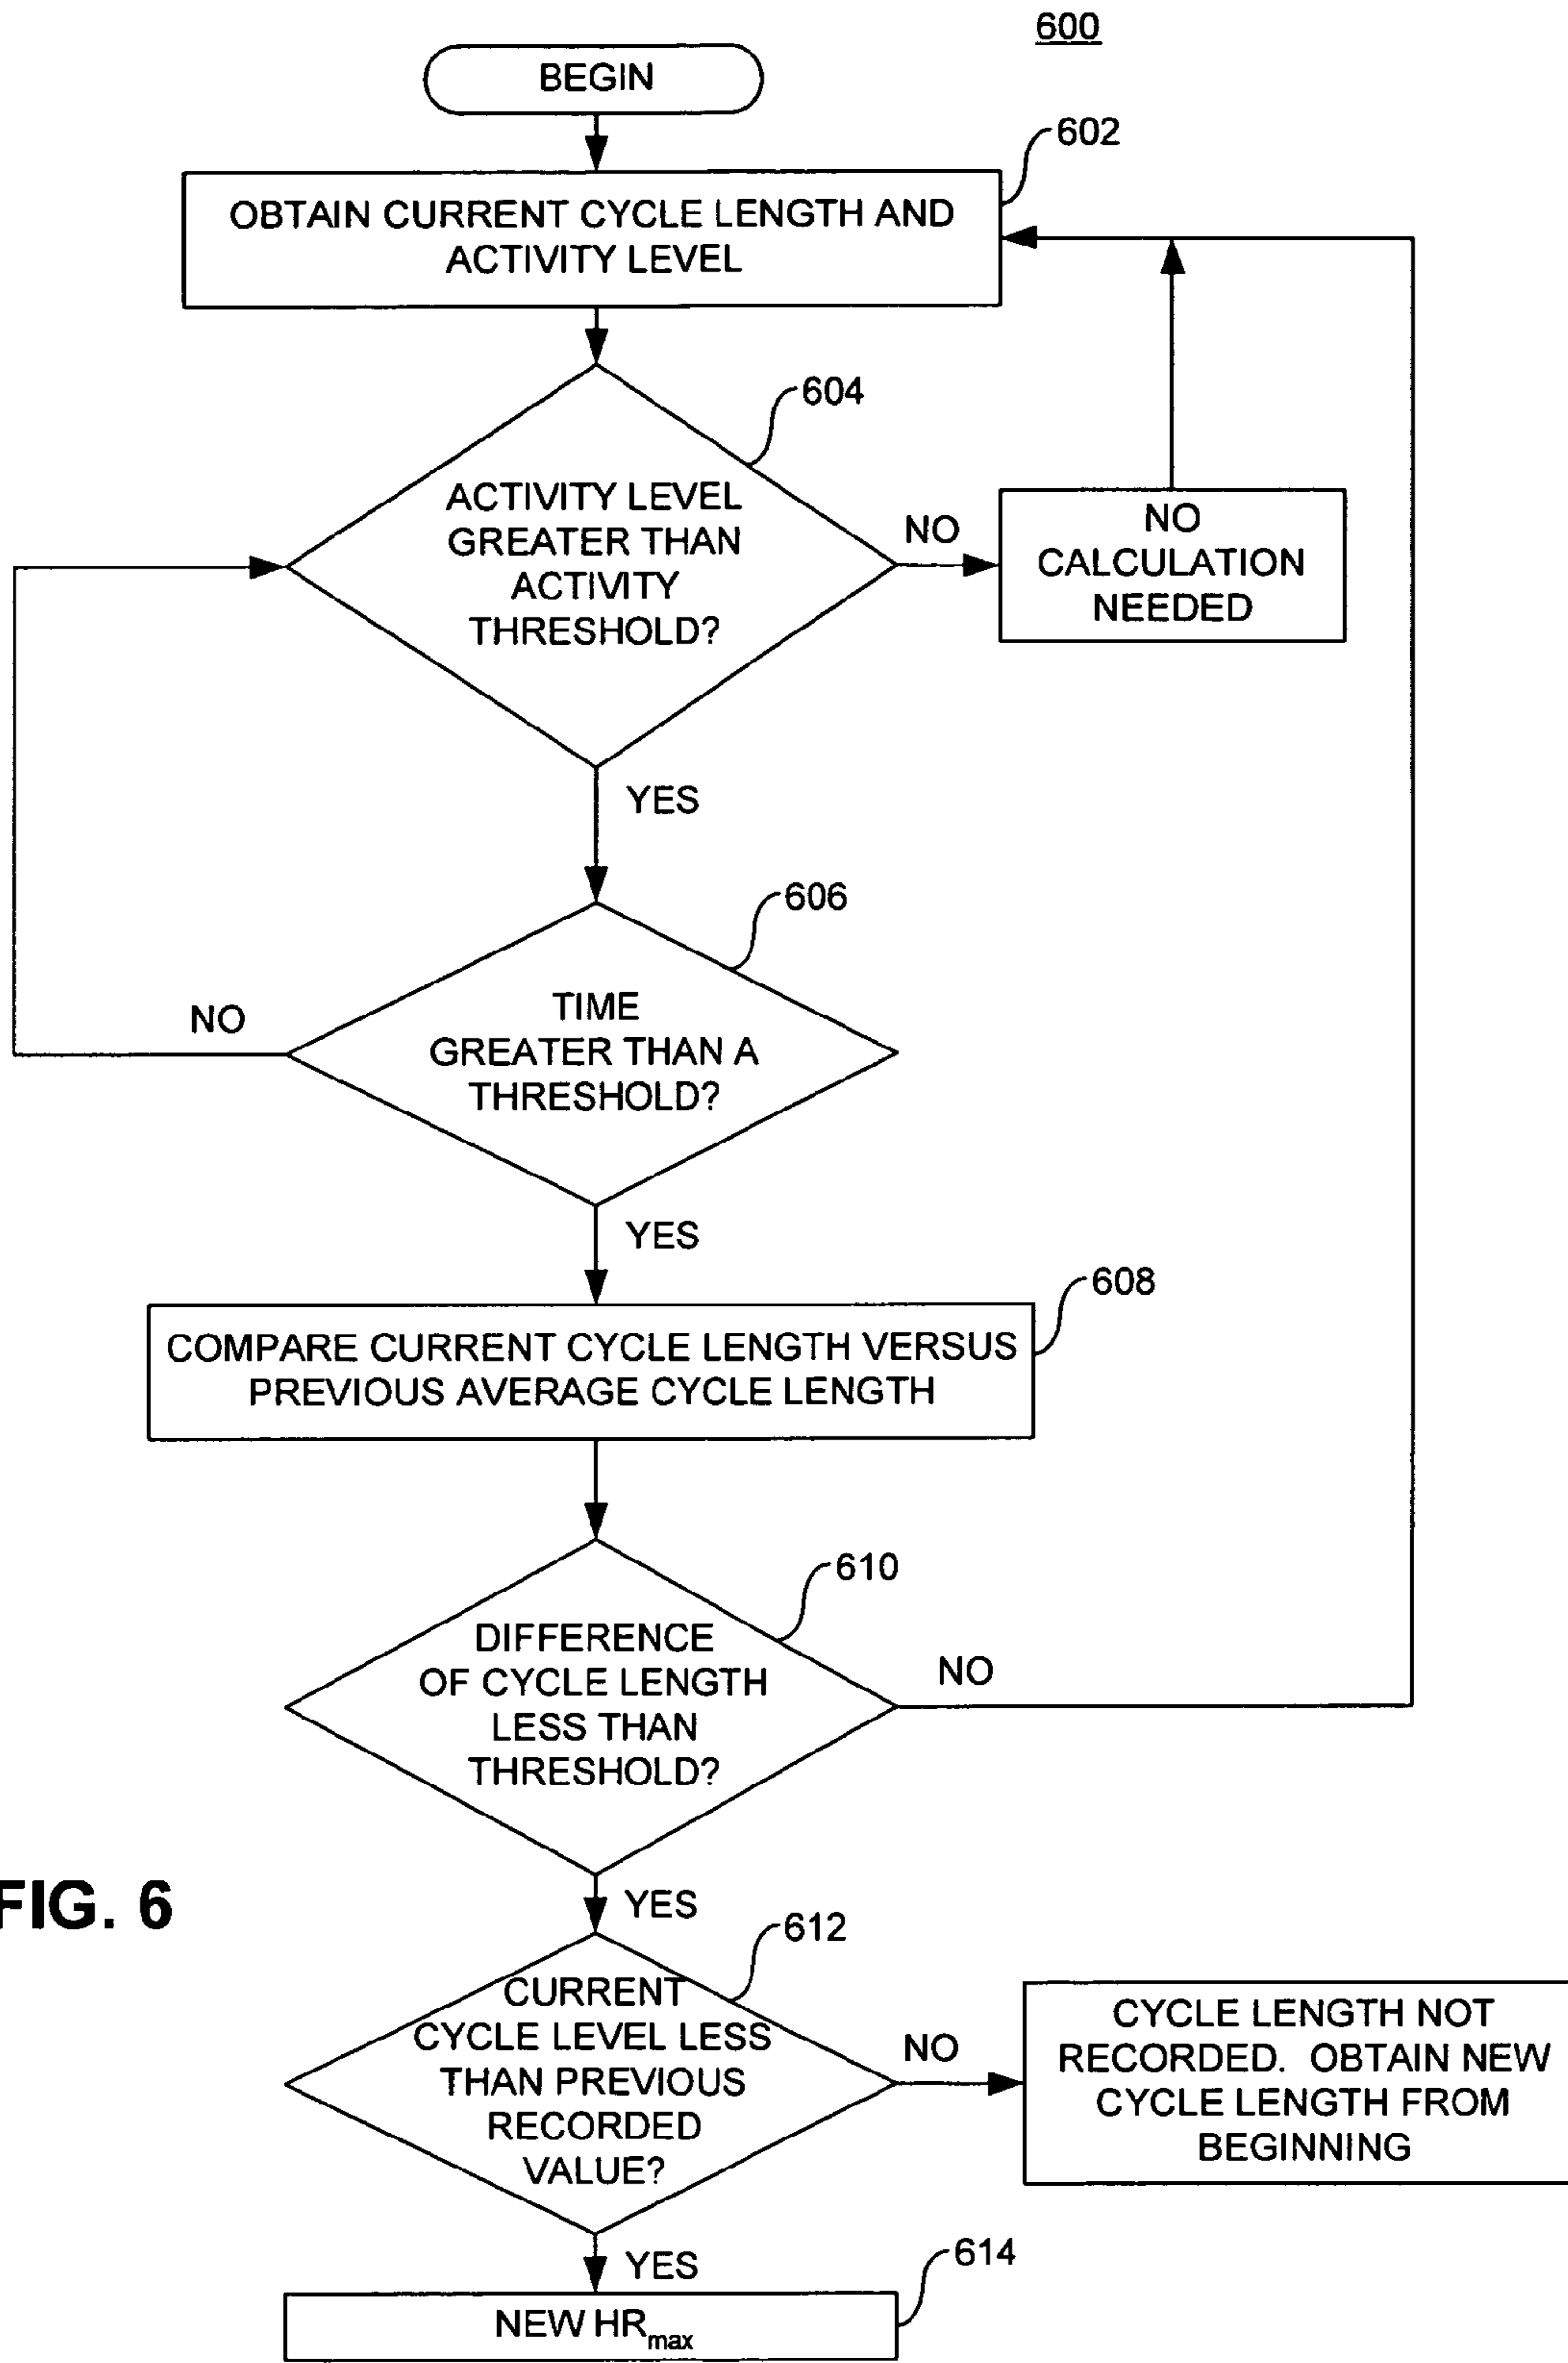 600
BEGIN
602
OBTAIN CURRENT CYCLE LENGTH AND
ACTIVITY LEVEL
604
ACTIVITY LEVEL
GREATER THAN
ACTIVITY
THRESHOLD?
NO
NO
CALCULATION
NEEDED
YES
606
TIME
GREATER THAN A
THRESHOLD?
NO
YES
608
COMPARE CURRENT CYCLE LENGTH VERSUS
PREVIOUS AVERAGE CYCLE LENGTH
610
DIFFERENCE
OF CYCLE LENGTH
LESS THAN
THRESHOLD?
NO
YES
FIG. 6
612
CURRENT
CYCLE LEVEL LESS
THAN PREVIOUS
RECORDED
VALUE?
NO
CYCLE LENGTH NOT
RECORDED. OBTAIN NEW
CYCLE LENGTH FROM
BEGINNING
YES
614
NEW HRmax